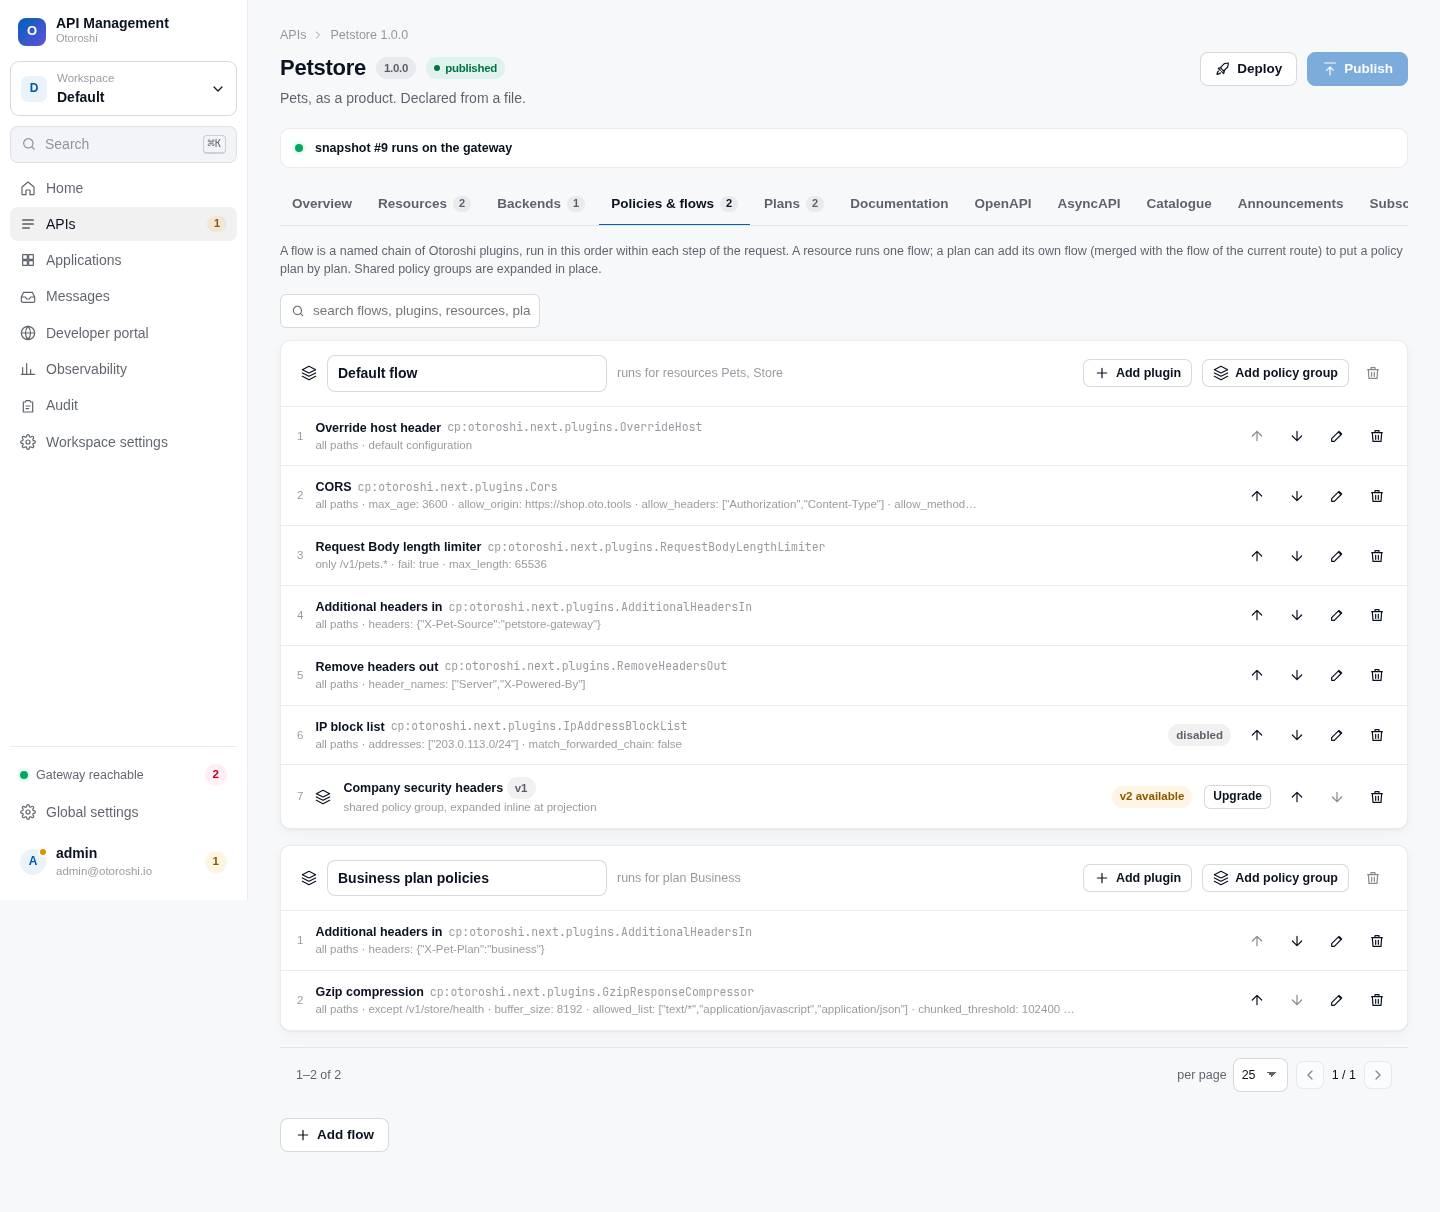 O
API Management
Otoroshi
D
Workspace
Default
Search
⌘K
Home
APIs 1
Applications
Messages
Developer portal
Observability
Audit
Workspace settings
Gateway reachable 2
Global settings
A
admin
admin@otoroshi.io
1
APIs > Petstore 1.0.0
Petstore 1.0.0 published
Deploy
Publish
Pets, as a product. Declared from a file.
snapshot #9 runs on the gateway
Overview Resources 2 Backends 1 Policies & flows 2 Plans 2 Documentation OpenAPI AsyncAPI Catalogue Announcements Subsc
A flow is a named chain of Otoroshi plugins, run in this order within each step of the request. A resource runs one flow; a plan can add its own flow (merged with the flow of the current route) to put a policy
plan by plan. Shared policy groups are expanded in place.
search flows, plugins, resources, pla
Default flow runs for resources Pets, Store Add plugin Add policy group
1 Override host header cp:otoroshi.next.plugins.OverrideHost
all paths · default configuration
2 CORS cp:otoroshi.next.plugins.Cors
all paths · max_age: 3600 · allow_origin: https://shop.oto.tools · allow_headers: ["Authorization","Content-Type"] · allow_method…
3 Request Body length limiter cp:otoroshi.next.plugins.RequestBodyLengthLimiter
only /v1/pets.* · fail: true · max_length: 65536
4 Additional headers in cp:otoroshi.next.plugins.AdditionalHeadersIn
all paths · headers: {"X-Pet-Source":"petstore-gateway"}
5 Remove headers out cp:otoroshi.next.plugins.RemoveHeadersOut
all paths · header_names: ["Server","X-Powered-By"]
6 IP block list cp:otoroshi.next.plugins.IpAddressBlockList disabled
all paths · addresses: ["203.0.113.0/24"] · match_forwarded_chain: false
7 Company security headers v1 v2 available Upgrade
shared policy group, expanded inline at projection
Business plan policies runs for plan Business Add plugin Add policy group
1 Additional headers in cp:otoroshi.next.plugins.AdditionalHeadersIn
all paths · headers: {"X-Pet-Plan":"business"}
2 Gzip compression cp:otoroshi.next.plugins.GzipResponseCompressor
all paths · except /v1/store/health · buffer_size: 8192 · allowed_list: ["text/*","application/javascript","application/json"] · chunked_threshold: 102400 …
1–2 of 2 per page 25 1 / 1
Add flow